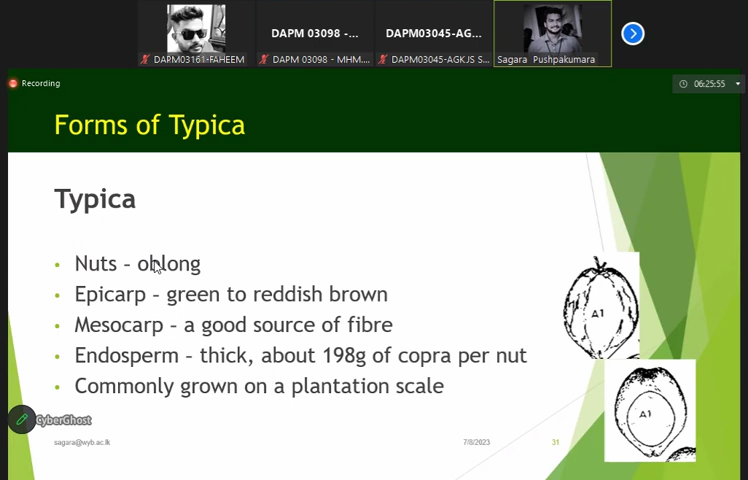 DAPM03161-FAHEEM
DAPM 03098 - MHM....
DAPM 03098 -...
DAPM03045-AGKJS S...
DAPM03045-AG...
Sagara Pushpakumara
Recording
06:25:55
Forms of Typica
Typica
• Nuts – oblong
• Epicarp – green to reddish brown
• Mesocarp – a good source of fibre
• Endosperm – thick, about 198g of copra per nut
• Commonly grown on a plantation scale
A1
A1
CyberGhost
sagara@wyb.ac.lk
7/8/2023
31